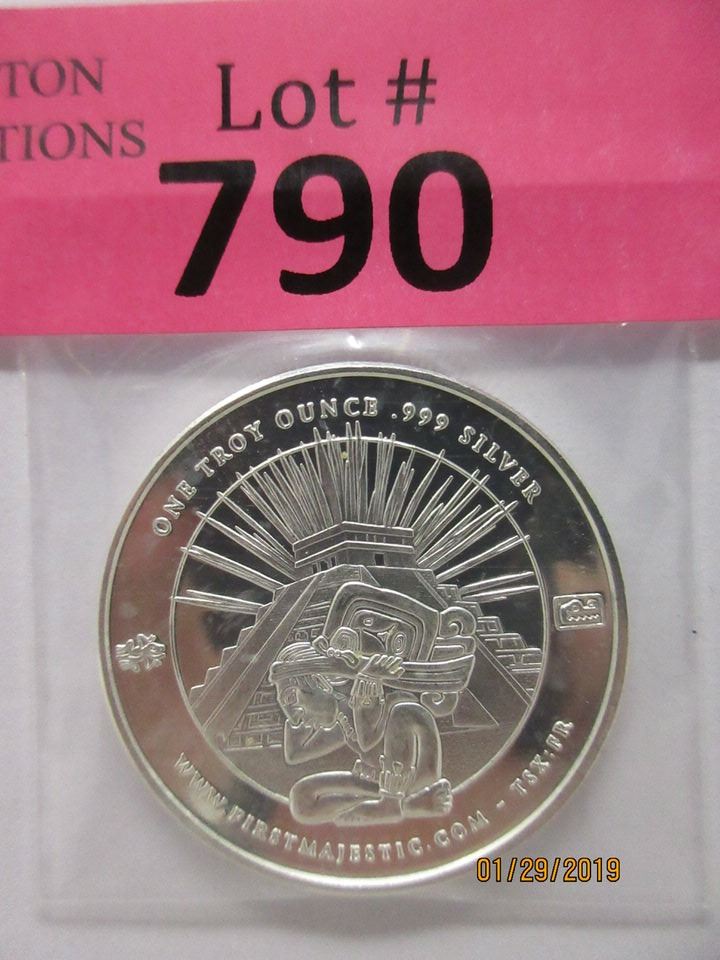 TON
TIONS
Lot #
790
ONE TROY OUNCE .999 SILVER
WWW.FIRSTMAJESTIC.COM - TSX:FR
01/29/2019